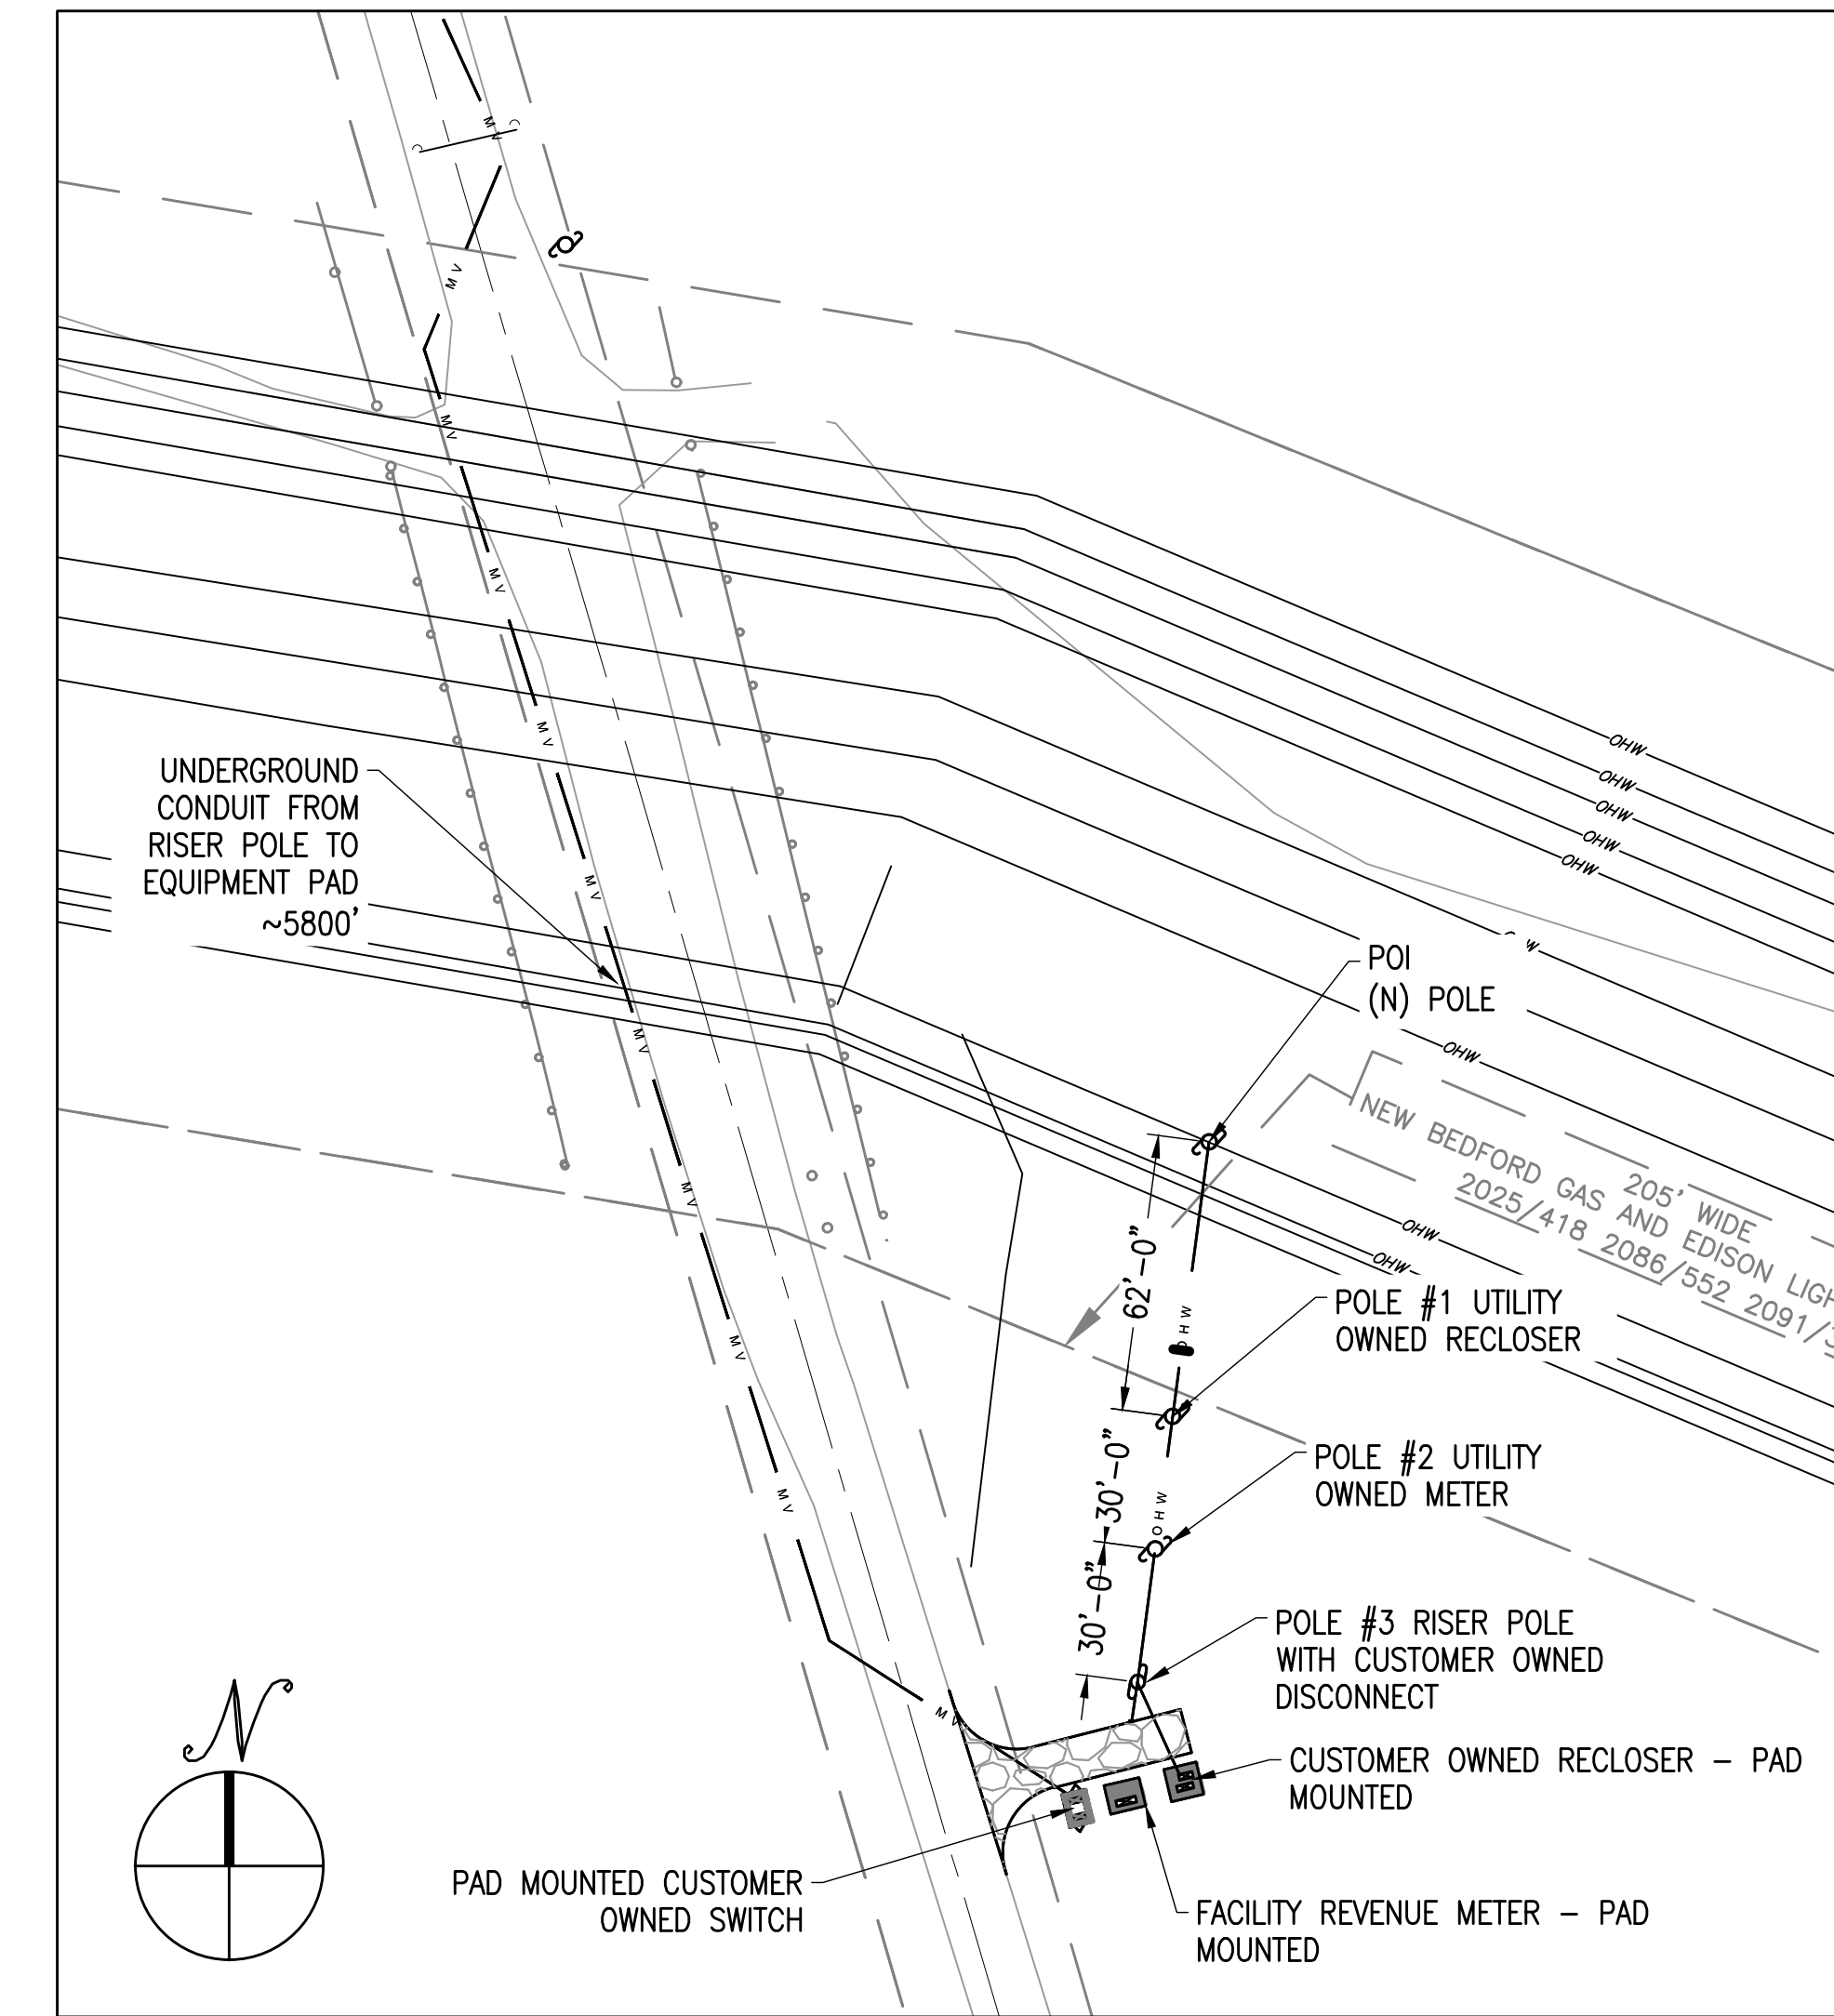 MV
MV
MV
MV
MV
UNDERGROUND
CONDUIT FROM
RISER POLE TO
EQUIPMENT PAD
~5800'
MV
MV
MV
MV
MV
MV
MV
OHW
OHW
OHW
OHW
OHW
OHW
OHW
OHW
POI
(N) POLE
205' WIDE
NEW BEDFORD GAS AND EDISON
2025/418 2086/552
62'-0"
OHW
POLE #1 UTILITY
OWNED RECLOSER
30'-0"
OHW
POLE #2 UTILITY
OWNED METER
30'-0"
POLE #3 RISER POLE
WITH CUSTOMER OWNED
DISCONNECT
CUSTOMER OWNED RECLOSER – PAD
MOUNTED
N
PAD MOUNTED CUSTOMER
OWNED SWITCH
FACILITY REVENUE METER – PAD
MOUNTED